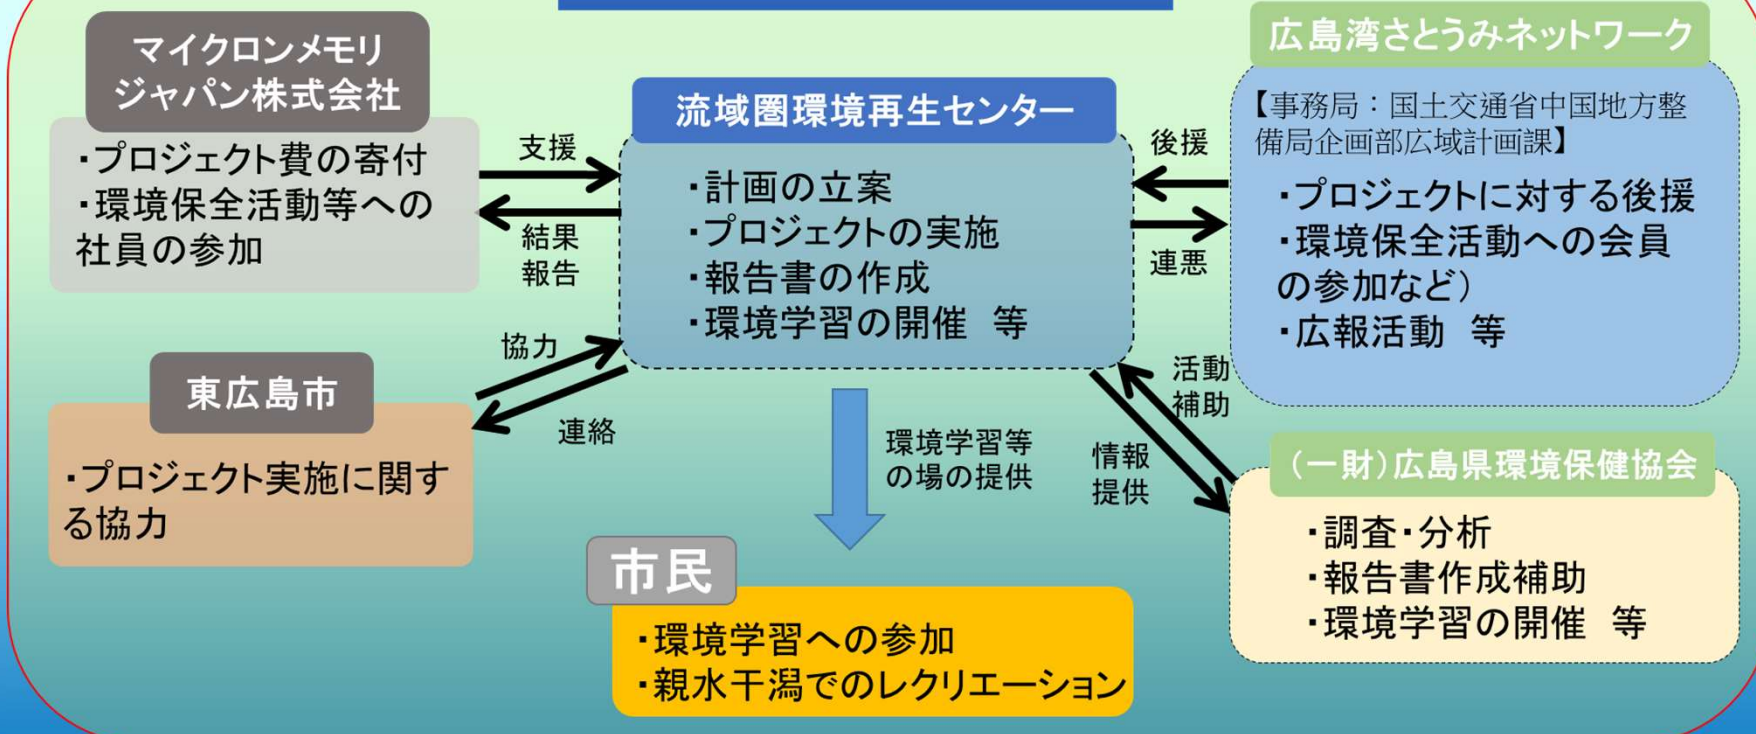 マイクロンメモリ
ジャパン株式会社
・プロジェクト費の寄付
・環境保全活動等への
社員の参加
支援
結果
報告
流域圏環境再生センター
・計画の立案
・プロジェクトの実施
・報告書の作成
・環境学習の開催　等
後援
連悪
広島湾さとうみネットワーク
【事務局：国土交通省中国地方整
備局企画部広域計画課】
・プロジェクトに対する後援
・環境保全活動への会員
の参加など）
・広報活動　等
協力
連絡
東広島市
・プロジェクト実施に関す
る協力
環境学習等
の場の提供
活動
補助
情報
提供
（一財）広島県環境保健協会
・調査・分析
・報告書作成補助
・環境学習の開催　等
市民
・環境学習への参加
・親水干潟でのレクリエーション